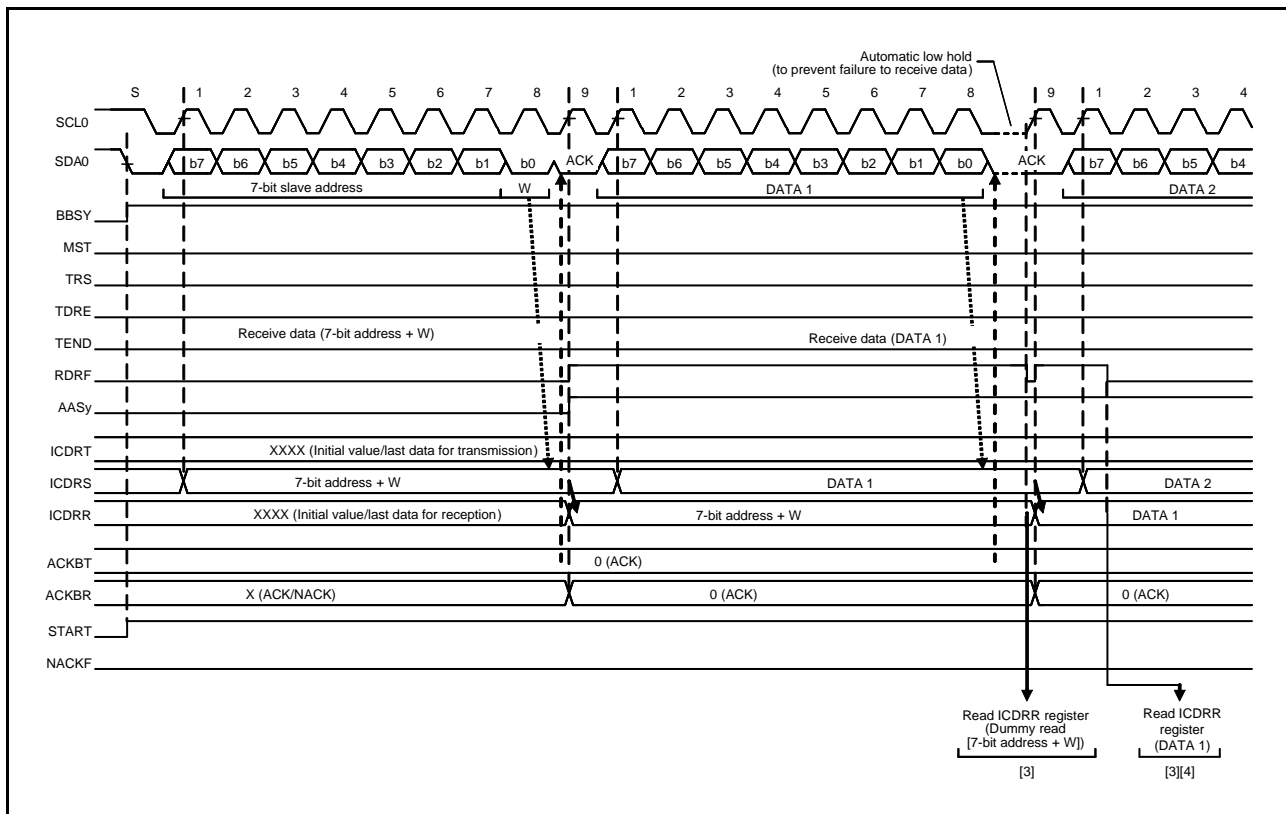 Automatic low hold
(to prevent failure to receive data)
S 1 2 3 4 5 6 7 8 9 1 2 3 4 5 6 7 8 9 1 2 3 4
SCL0
SDA0 b7 b6 b5 b4 b3 b2 b1 b0 ACK b7 b6 b5 b4 b3 b2 b1 b0 ACK b7 b6 b5 b4
7-bit slave address W DATA 1 DATA 2
BBSY
MST
TRS
TDRE
Receive data (7-bit address + W) Receive data (DATA 1)
TEND
RDRF
AASy
ICDRT XXXX (Initial value/last data for transmission)
ICDRS 7-bit address + W DATA 1 DATA 2
ICDRR XXXX (Initial value/last data for reception) 7-bit address + W DATA 1
ACKBT 0 (ACK)
ACKBR X (ACK/NACK) 0 (ACK) 0 (ACK)
START
NACKF
Read ICDRR register
(Dummy read
[7-bit address + W])
[3]
Read ICDRR
register
(DATA 1)
[3][4]